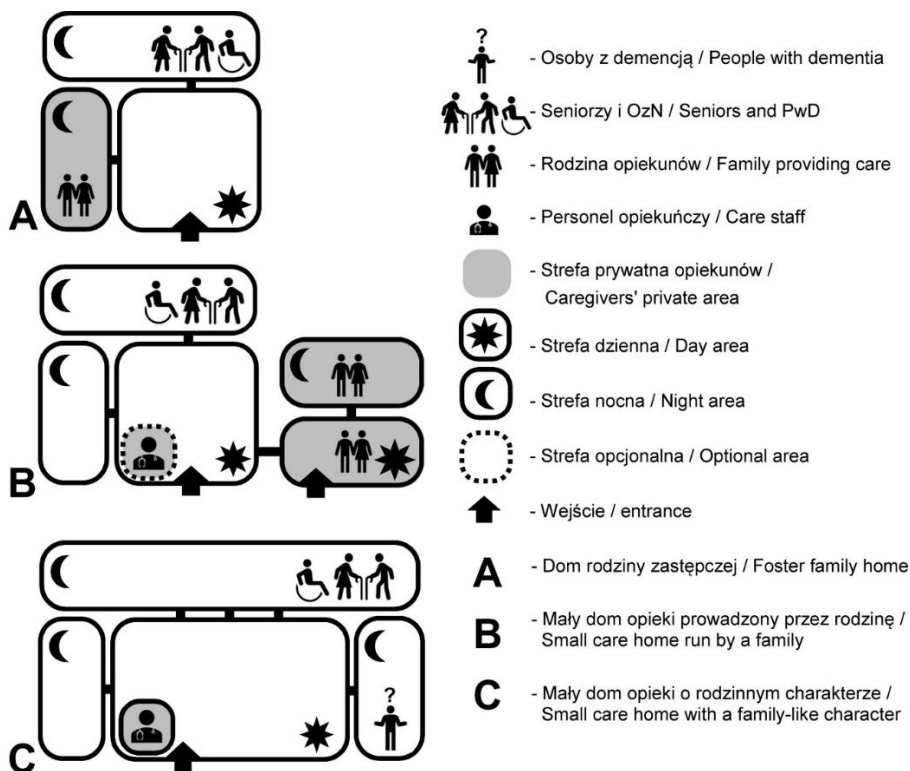 A
B
C
?
?
- Osoby z demencją / People with dementia
- Seniorzy i OzN / Seniors and PwD
- Rodzina opiekunów / Family providing care
- Personel opiekuńczy / Care staff
- Strefa prywatna opiekunów /
Caregivers' private area
- Strefa dzienna / Day area
- Strefa nocna / Night area
- Strefa opcjonalna / Optional area
- Wejście / entrance
A - Dom rodziny zastępczej / Foster family home
B - Mały dom opieki prowadzony przez rodzinę /
Small care home run by a family
C - Mały dom opieki o rodzinnym charakterze /
Small care home with a family-like character